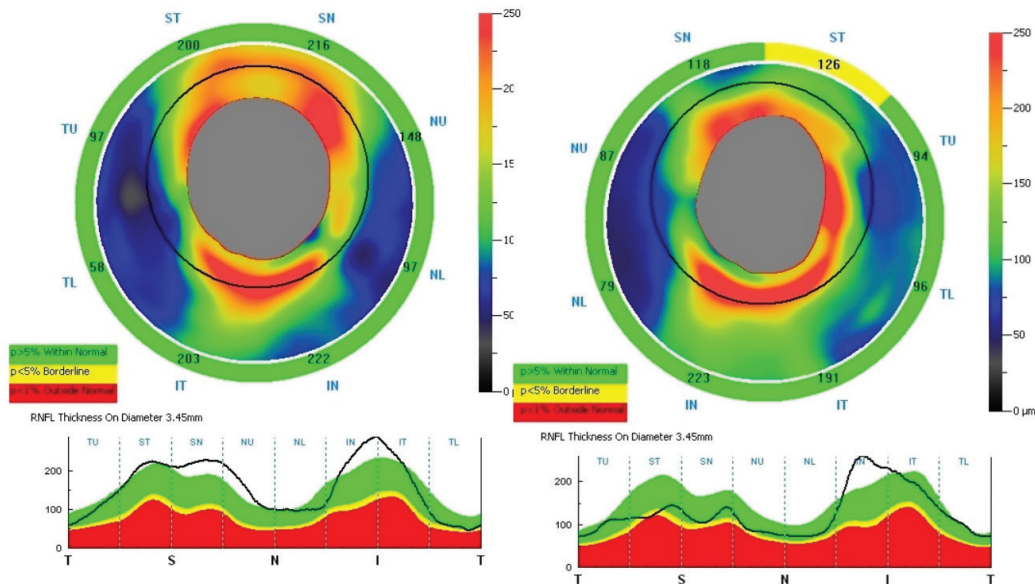 ST
SN
200
216
TU
97
148
NU
58
TL
97
NL
203
222
IT
IN
250
200
150
p>5% Within Normal
p<5% Borderline
p<1% Outside Normal
RNFL Thickness On Diameter 3.45mm
TU ST SN NU NL IN IT TL
200
100
0
T S N I T
SN
ST
118
126
NU
87
94
TU
79
NL
96
TL
223
191
IN
IT
250
200
150
100
50
0 µm
p>5% Within Normal
p<5% Borderline
p<1% Outside Normal
RNFL Thickness On Diameter 3.45mm
TU ST SN NU NL IN IT TL
200
100
0
T S N I T